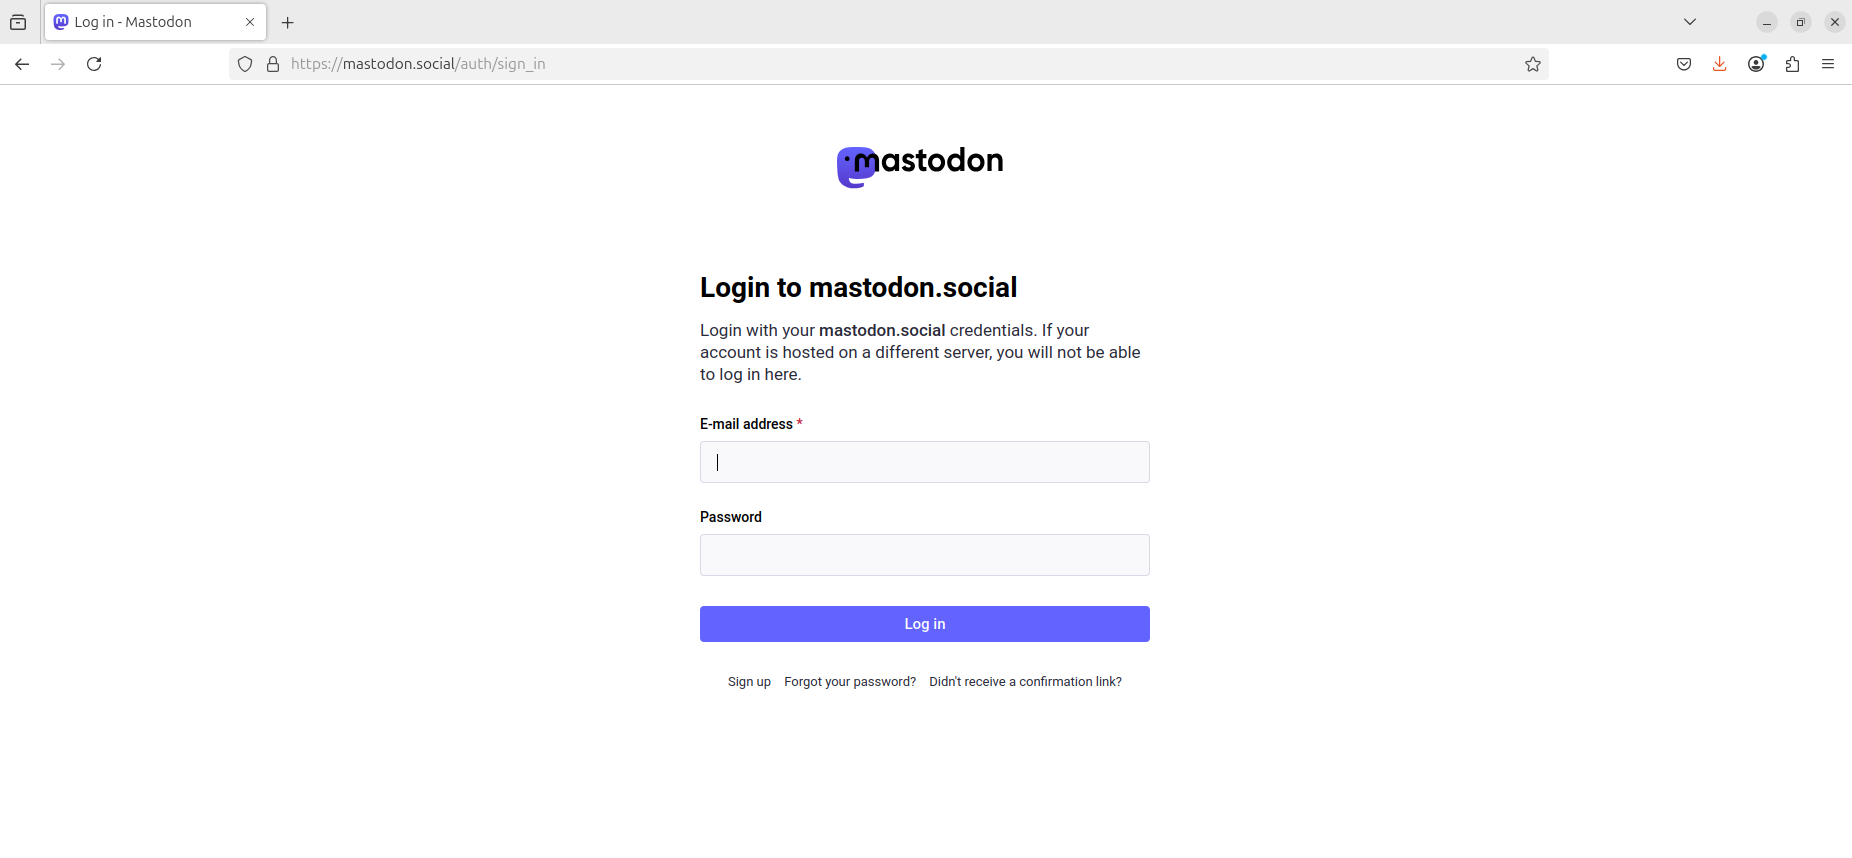 Log in - Mastodon
https://mastodon.social/auth/sign_in
mastodon
Login to mastodon.social
Login with your mastodon.social credentials. If your
account is hosted on a different server, you will not be able
to log in here.
E-mail address *
Password
Log in
Sign up Forgot your password? Didn't receive a confirmation link?